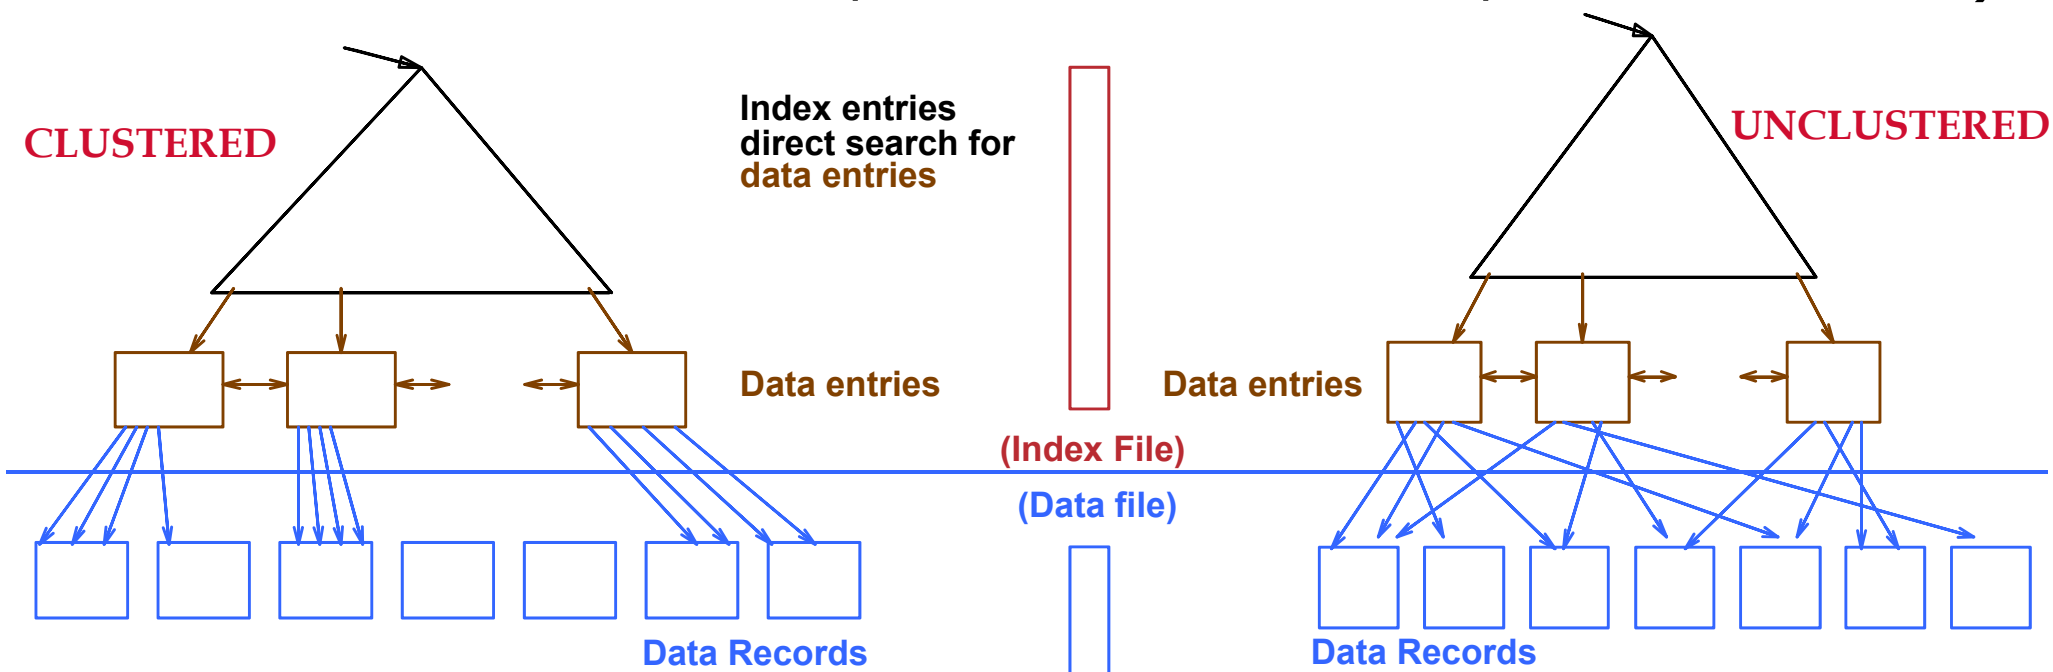 CLUSTERED
Index entries
direct search for
data entries
UNCLUSTERED
Data entries
Data entries
(Index File)
(Data file)
Data Records
Data Records